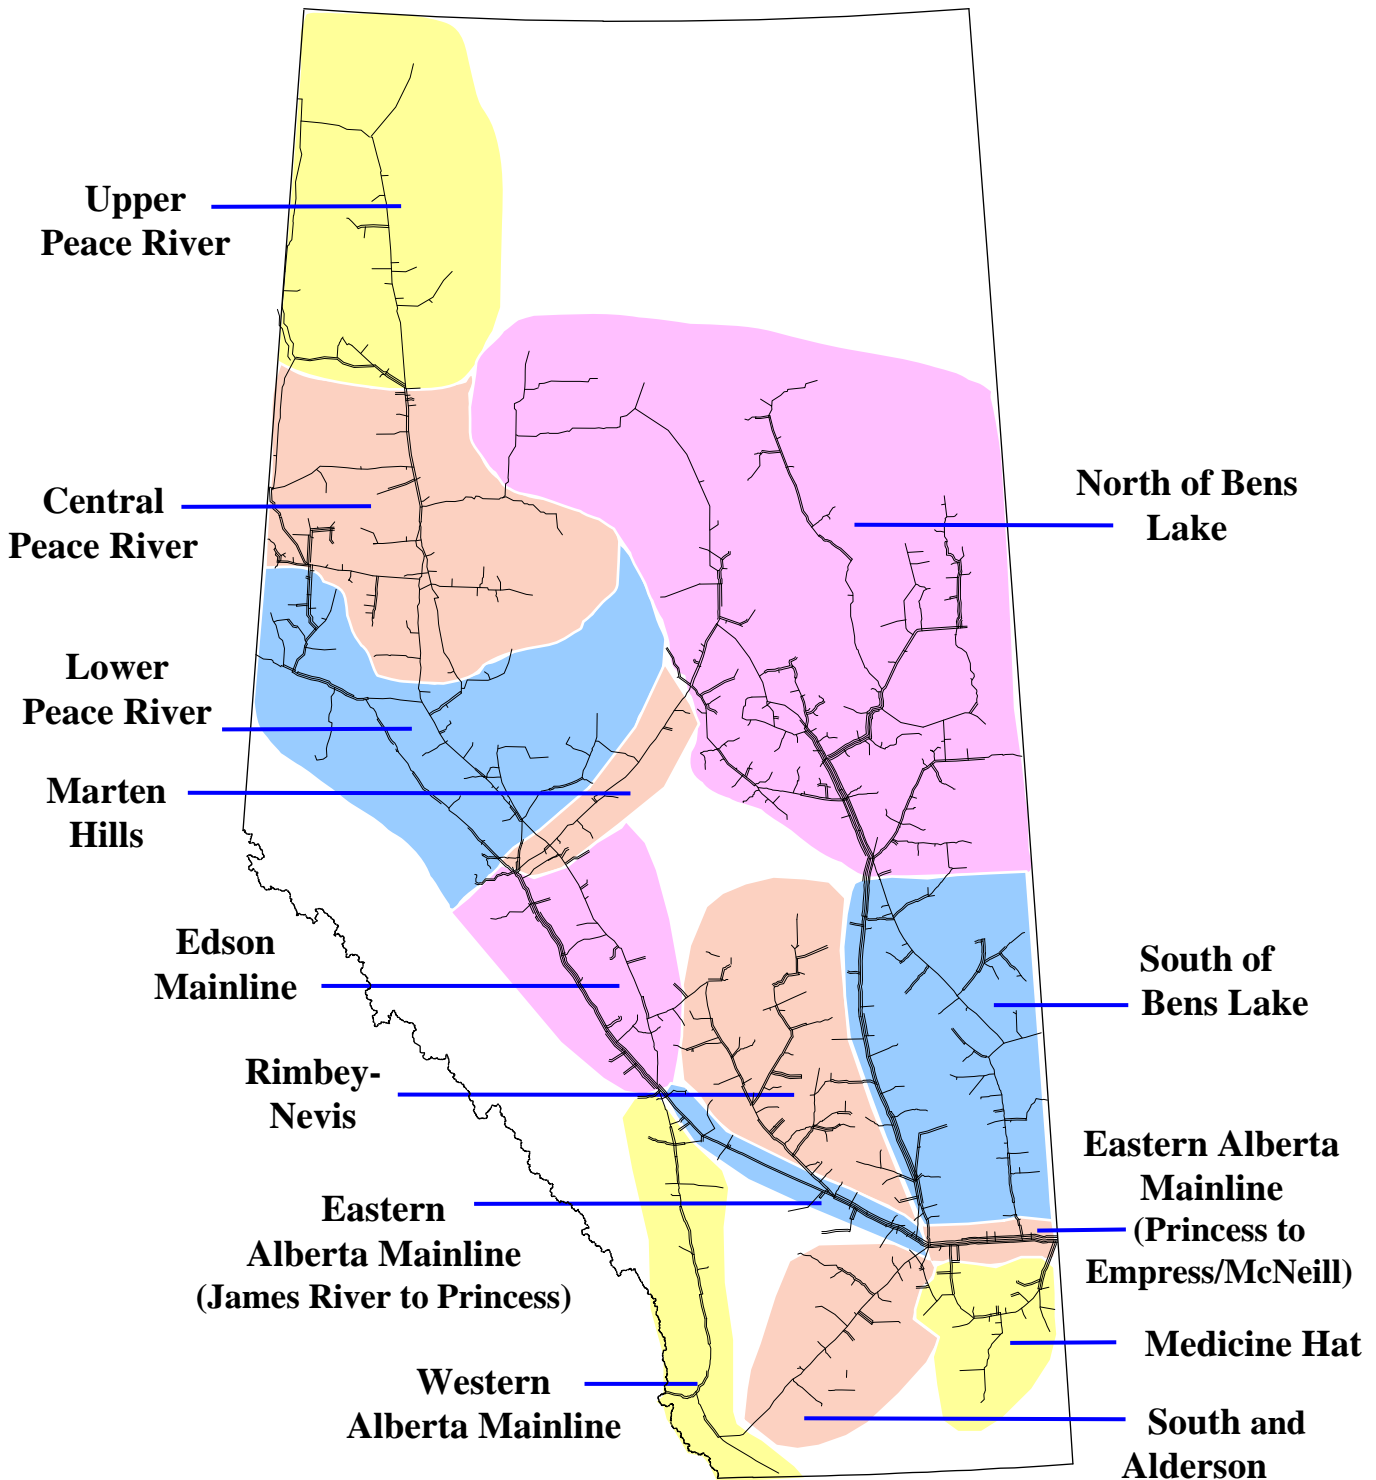 Upper
Peace River
Central
Peace River
North of Bens
Lake
Lower
Peace River
Marten
Hills
Edson
Mainline
South of
Bens Lake
Rimbey-
Nevis
Eastern Alberta
Mainline
(Princess to
Empress/McNeill)
Eastern
Alberta Mainline
(James River to Princess)
Medicine Hat
Western
Alberta Mainline
South and
Alderson